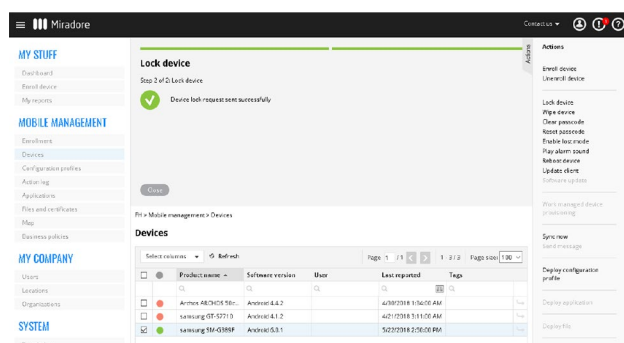 Miradore
Contact us
MY STUFF
Dashboard
Enroll device
My reports
MOBILE MANAGEMENT
Enrollment
Devices
Configuration profiles
Action log
Applications
Files and certificates
Map
Business policies
MY COMPANY
Users
Locations
Organizations
SYSTEM
Lock device
Step 2 of 2: Lock device
Device lock request sent successfully
Close
> Mobile management > Devices
Devices
Select columns Refresh Page 1 / 1 1 - 3 / 3 Page size: 100
Product name Software version User Last reported Tags
Archos ARCHOS 50c... Android 4.4.2 4/30/2018 1:34:00 AM
samsung GT-S7710 Android 4.1.2 4/21/2018 3:11:00 AM
samsung SM-G389F Android 6.0.1 5/22/2018 2:50:00 PM
Actions
Actions
Enroll device
Unenroll device
Lock device
Wipe device
Clear passcode
Reset passcode
Enable lost mode
Play alarm sound
Reboot device
Update client
Software update
Work managed device
provisioning
Sync now
Send message
Deploy configuration
profile
Deploy application
Deploy file